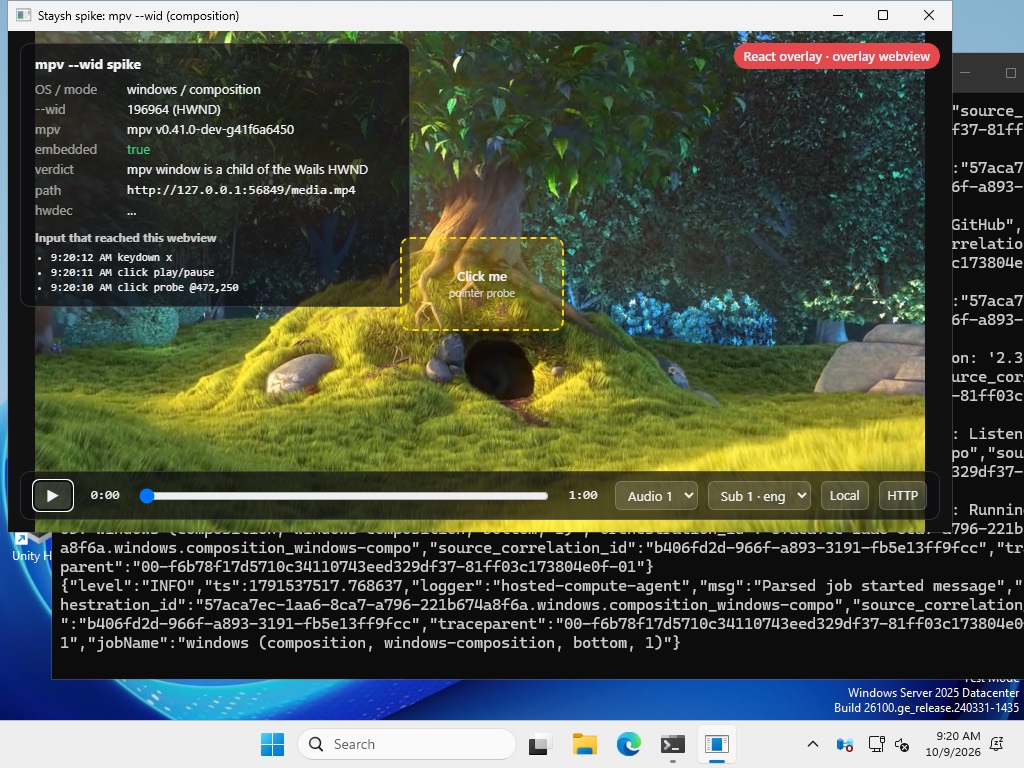 Staysh spike: mpv --wid (composition)
mpv --wid spike
React overlay · overlay webview
OS / mode windows / composition
--wid 196964 (HWND)
mpv mpv v0.41.0-dev-g41f6a6450
embedded true
verdict mpv window is a child of the Wails HWND
path http://127.0.0.1:56849/media.mp4
hwdec ...
Input that reached this webview
• 9:20:12 AM keydown x
• 9:20:11 AM click play/pause
• 9:20:10 AM click probe @472,250
Click me
pointer probe
0:00 1:00 Audio 1 Sub 1 · eng Local HTTP
"source_
df37-81ff
:"57aca7
6f-a893-
GitHub",
rrelatio
c173804e
:"57aca7
6f-a893-
on: '2.3
urce_cor
-81ff03c
: Listen
po","sou
329df37-
: Running
a796-221b
Unity H
a8f6a.windows.composition_windows-compo","source_correlation_id":"b406fd2d-966f-a893-3191-fb5e13ff9fcc","tra
parent":"00-f6b78f17d5710c34110743eed329df37-81ff03c173804e0f-01"}
{"level":"INFO","ts":1791537517.768637,"logger":"hosted-compute-agent","msg":"Parsed job started message","
hestration_id":"57aca7ec-1aa6-8ca7-a796-221b674a8f6a.windows.composition_windows-compo","source_correlation
":"b406fd2d-966f-a893-3191-fb5e13ff9fcc","traceparent":"00-f6b78f17d5710c34110743eed329df37-81ff03c173804e0
1","jobName":"windows (composition, windows-composition, bottom, 1)"}
Test Mode
Windows Server 2025 Datacenter
Build 26100.ge_release.240331-1435
Search
9:20 AM
10/9/2026